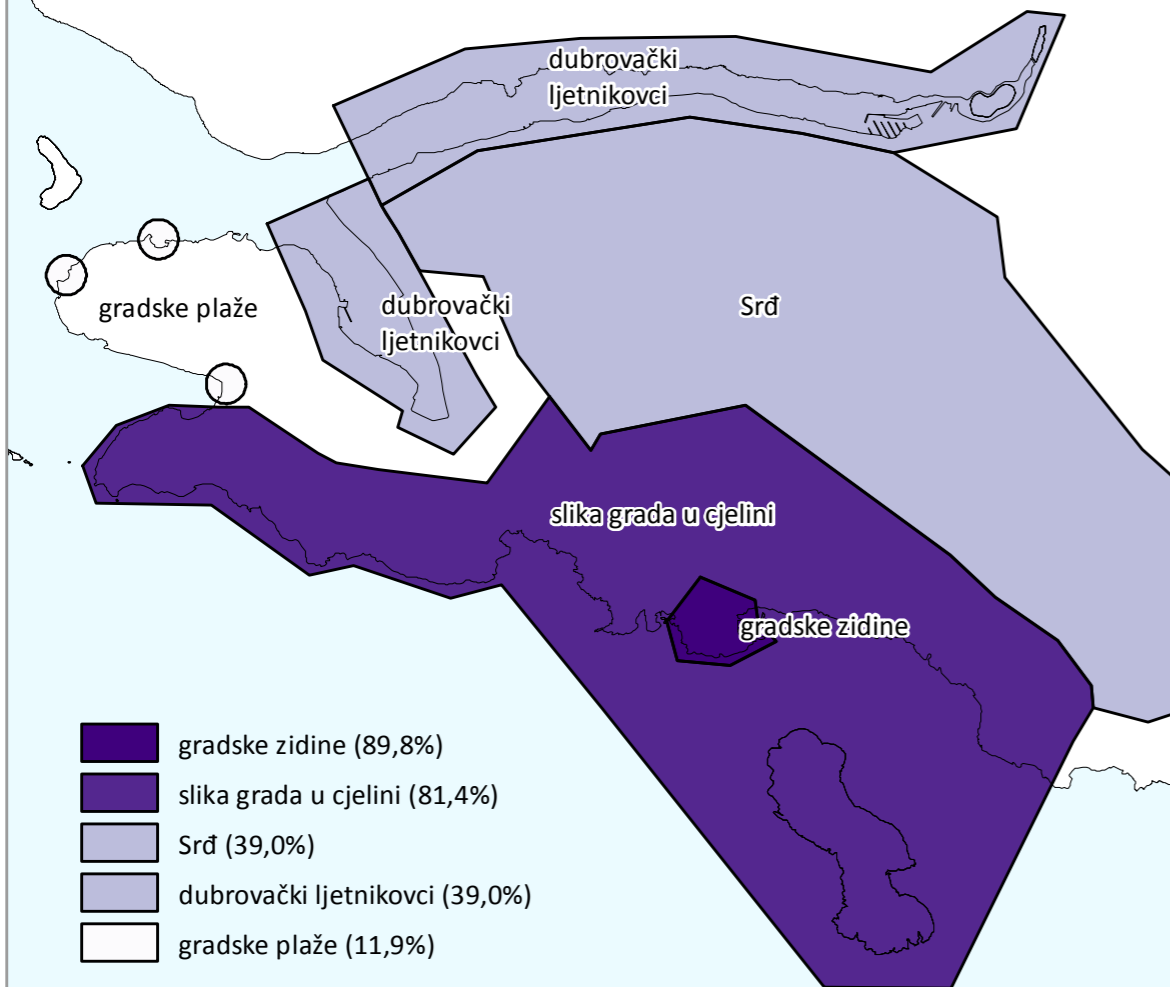 dubrovački
ljetnikovci
gradske plaže
dubrovački
ljetnikovci
Srđ
slika grada u cjelini
gradske zidine
gradske zidine (89,8%)
slika grada u cjelini (81,4%)
Srđ (39,0%)
dubrovački ljetnikovci (39,0%)
gradske plaže (11,9%)